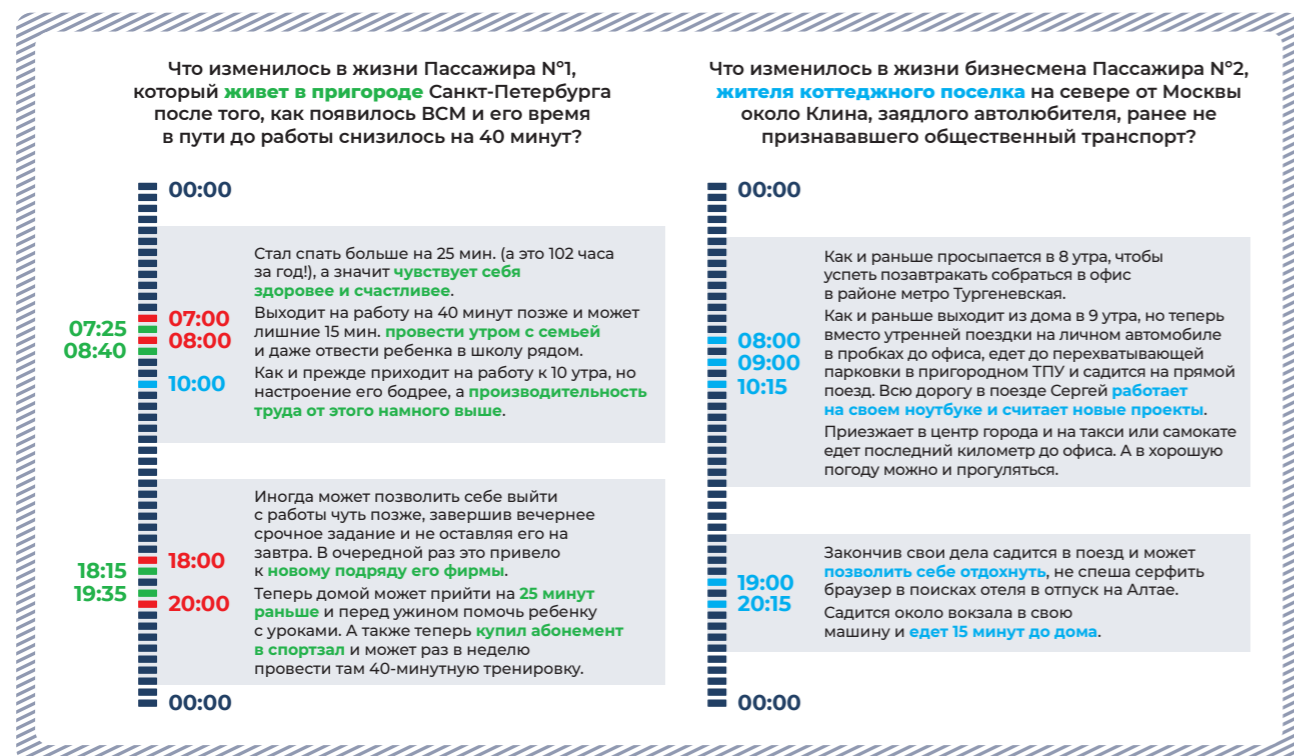 Что изменилось в жизни Пассажира №1,
который живет в пригороде Санкт-Петербурга
после того, как появилось ВСМ и его время
в пути до работы снизилось на 40 минут?
00:00
Стал спать больше на 25 мин. (а это 102 часа
за год!), а значит чувствует себя
здоровее и счастливее.
07:00
07:25
Выходит на работу на 40 минут позже и может
лишние 15 мин. провести утром с семьей
и даже отвести ребенка в школу рядом.
08:00
08:40
Как и прежде приходит на работу к 10 утра, но
настроение его бодрее, а производительность
труда от этого намного выше.
10:00
Иногда может позволить себе выйти
с работы чуть позже, завершив вечернее
срочное задание и не оставляя его на
завтра. В очередной раз это привело
к новому подряду его фирмы.
18:00
18:15
Теперь домой может прийти на 25 минут
раньше и перед ужином помочь ребенку
с уроками. А также теперь купил абонемент
в спортзал и может раз в неделю
провести там 40-минутную тренировку.
19:35
20:00
00:00
Что изменилось в жизни бизнесмена Пассажира №2,
жителя коттеджного поселка на севере от Москвы
около Клина, заядлого автолюбителя, ранее не
признававшего общественный транспорт?
00:00
Как и раньше просыпается в 8 утра, чтобы
успеть позавтракать собраться в офис
в районе метро Тургеневская.
08:00
Как и раньше выходит из дома в 9 утра, но теперь
вместо утренней поездки на личном автомобиле
в пробках до офиса, едет до перехватывающей
парковки в пригородном ТПУ и садится на прямой
поезд. Всю дорогу в поезде Сергей работает
на своем ноутбуке и считает новые проекты.
09:00
Приезжает в центр города и на такси или самокате
едет последний километр до офиса. А в хорошую
погоду можно и прогуляться.
10:15
Закончив свои дела садится в поезд и может
позволить себе отдохнуть, не спеша серфить
браузер в поисках отеля в отпуск на Алтае.
19:00
Садится около вокзала в свою
машину и едет 15 минут до дома.
20:15
00:00